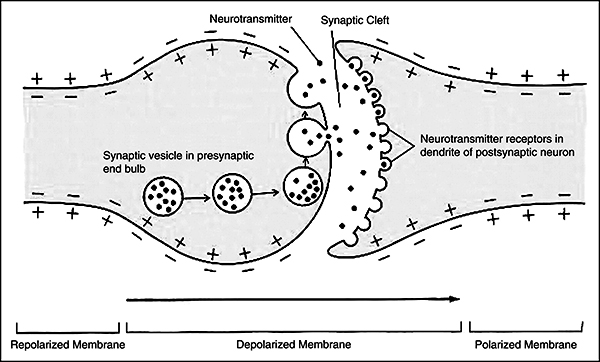 Neurotransmitter
Synaptic Cleft
Synaptic vesicle in presynaptic
end bulb
Neurotransmitter receptors in
dendrite of postsynaptic neuron
Repolarized Membrane
Depolarized Membrane
Polarized Membrane